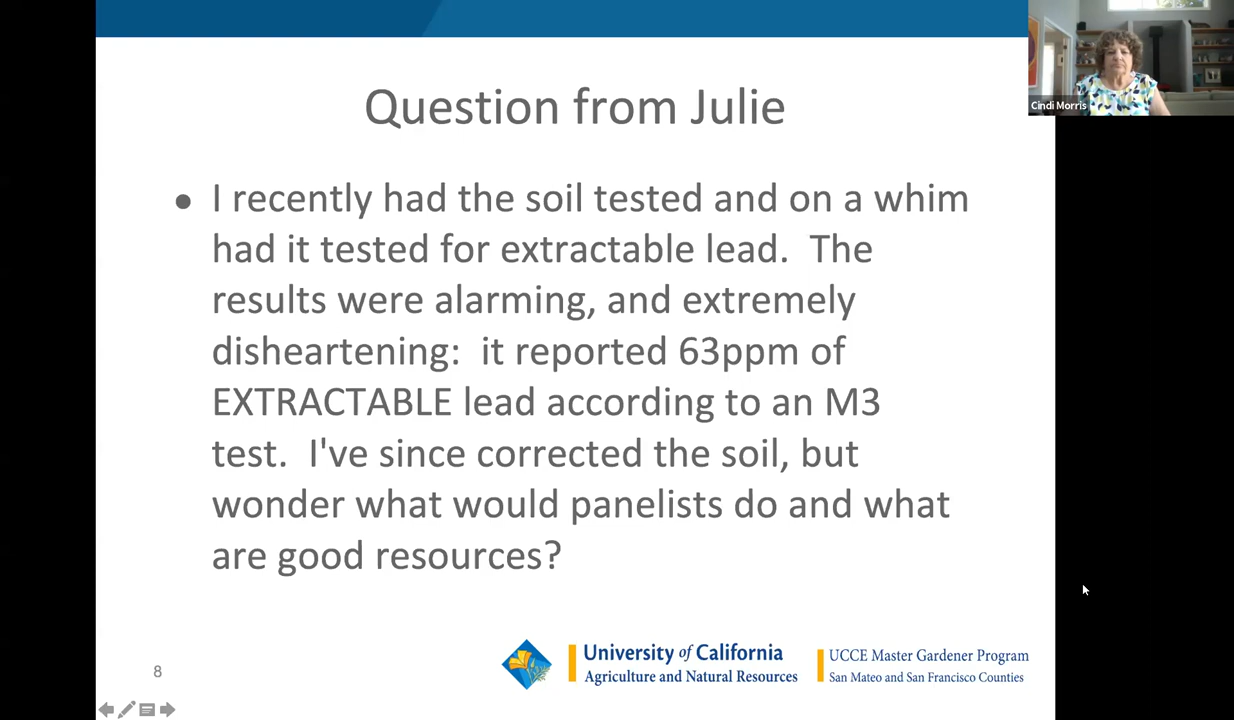 Question from Julie
Cindi Morris
● I recently had the soil tested and on a whim
had it tested for extractable lead.  The
results were alarming, and extremely
disheartening:  it reported 63ppm of
EXTRACTABLE lead according to an M3
test.  I've since corrected the soil, but
wonder what would panelists do and what
are good resources?
University of California
Agriculture and Natural Resources
UCCE Master Gardener Program
San Mateo and San Francisco Counties
8